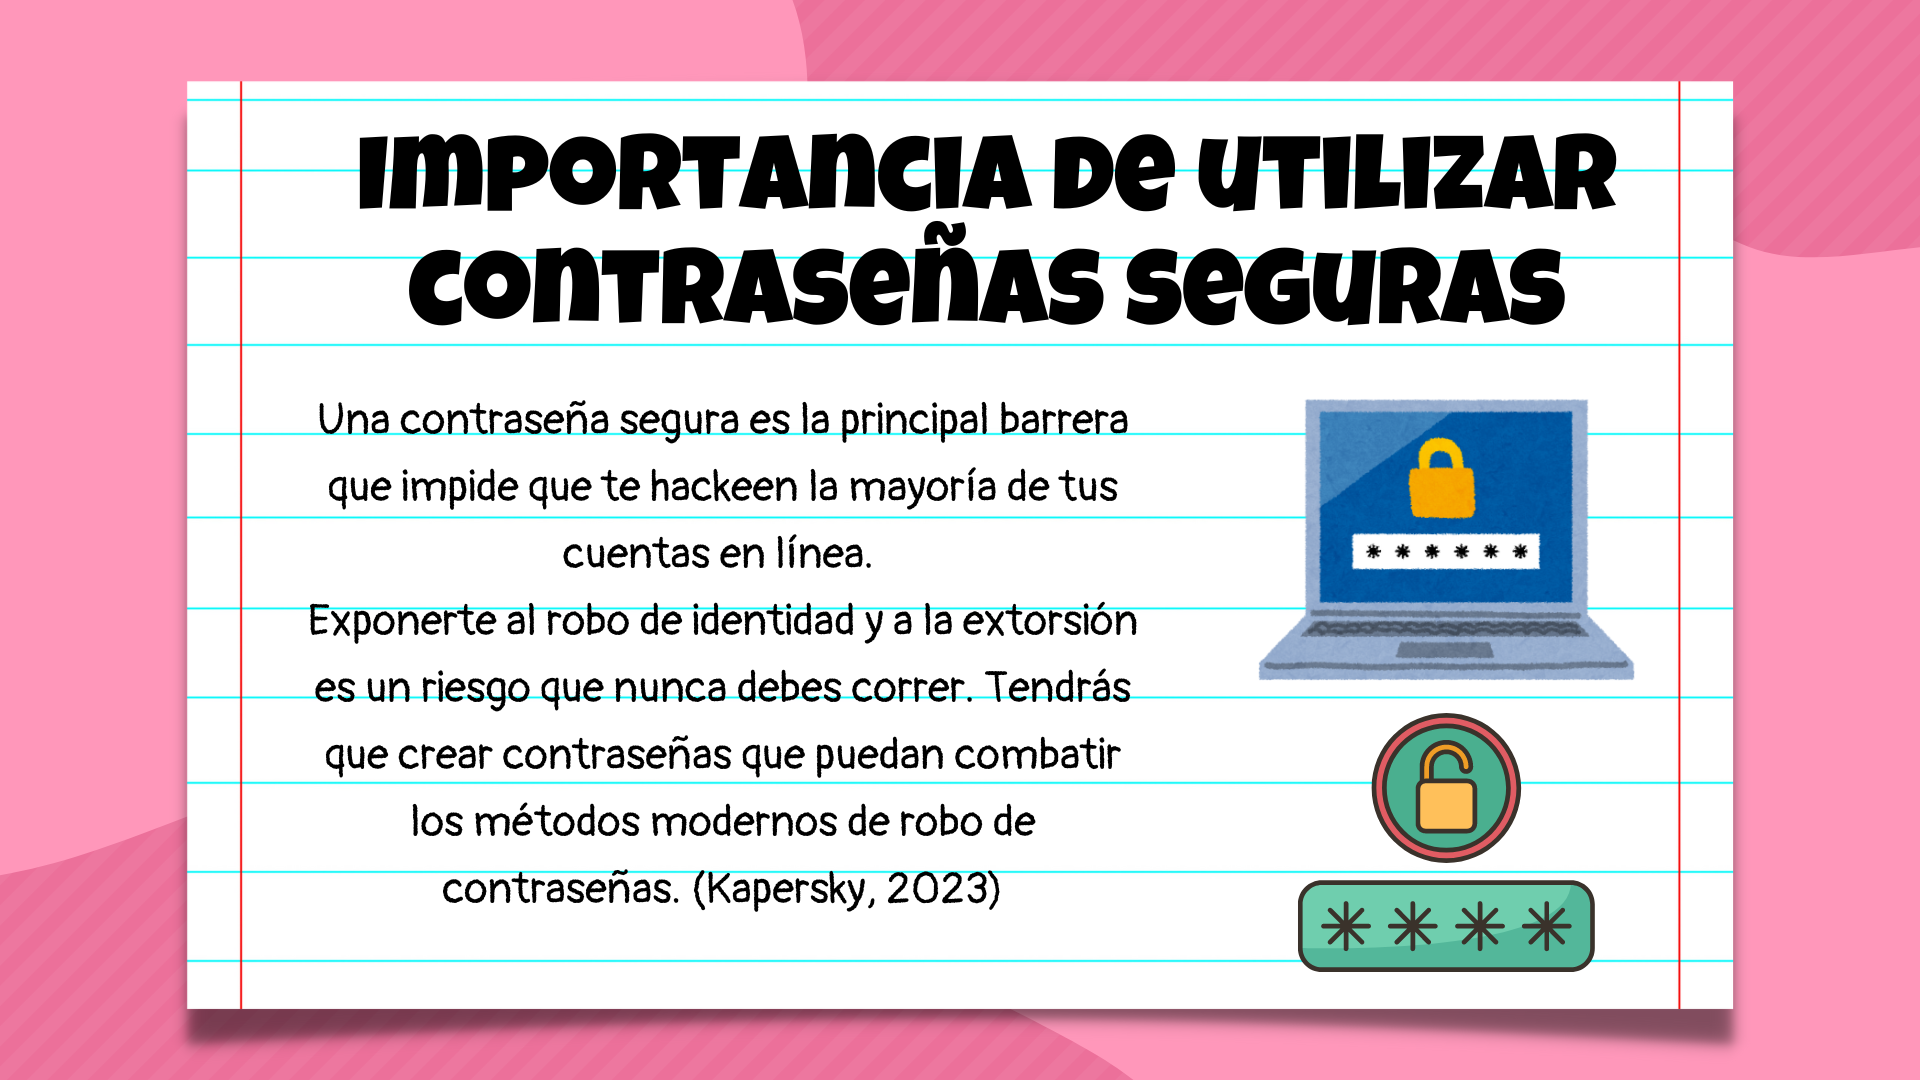 IMPORTANCIA DE UTILIZAR
CONTRASEÑAS SEGURAS
Una contraseña segura es la principal barrera
que impide que te hackeen la mayoría de tus
cuentas en línea.
Exponerte al robo de identidad y a la extorsión
es un riesgo que nunca debes correr. Tendrás
que crear contraseñas que puedan combatir
los métodos modernos de robo de
contraseñas. (Kapersky, 2023)
******
****